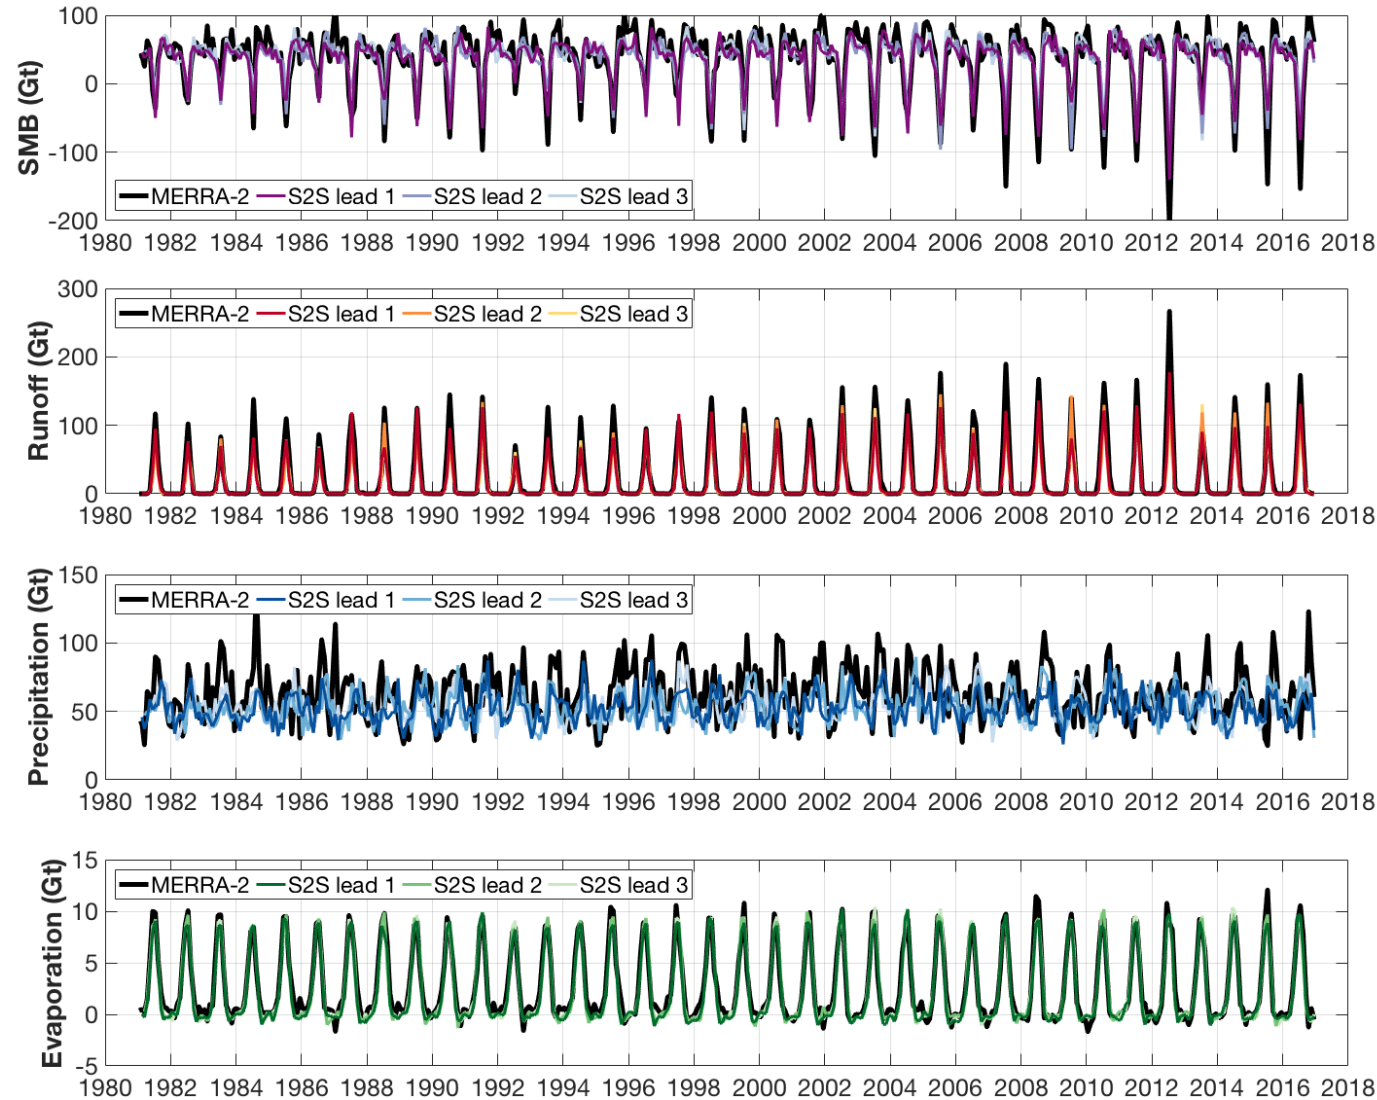 SMB (Gt)
100
0
-100
-200
MERRA-2 S2S lead 1 S2S lead 2 S2S lead 3
1980 1982 1984 1986 1988 1990 1992 1994 1996 1998 2000 2002 2004 2006 2008 2010 2012 2014 2016 2018
Runoff (Gt)
300
200
100
0
MERRA-2 S2S lead 1 S2S lead 2 S2S lead 3
1980 1982 1984 1986 1988 1990 1992 1994 1996 1998 2000 2002 2004 2006 2008 2010 2012 2014 2016 2018
Precipitation (Gt)
150
100
50
0
MERRA-2 S2S lead 1 S2S lead 2 S2S lead 3
1980 1982 1984 1986 1988 1990 1992 1994 1996 1998 2000 2002 2004 2006 2008 2010 2012 2014 2016 2018
Evaporation (Gt)
15
10
5
0
-5
MERRA-2 S2S lead 1 S2S lead 2 S2S lead 3
1980 1982 1984 1986 1988 1990 1992 1994 1996 1998 2000 2002 2004 2006 2008 2010 2012 2014 2016 2018